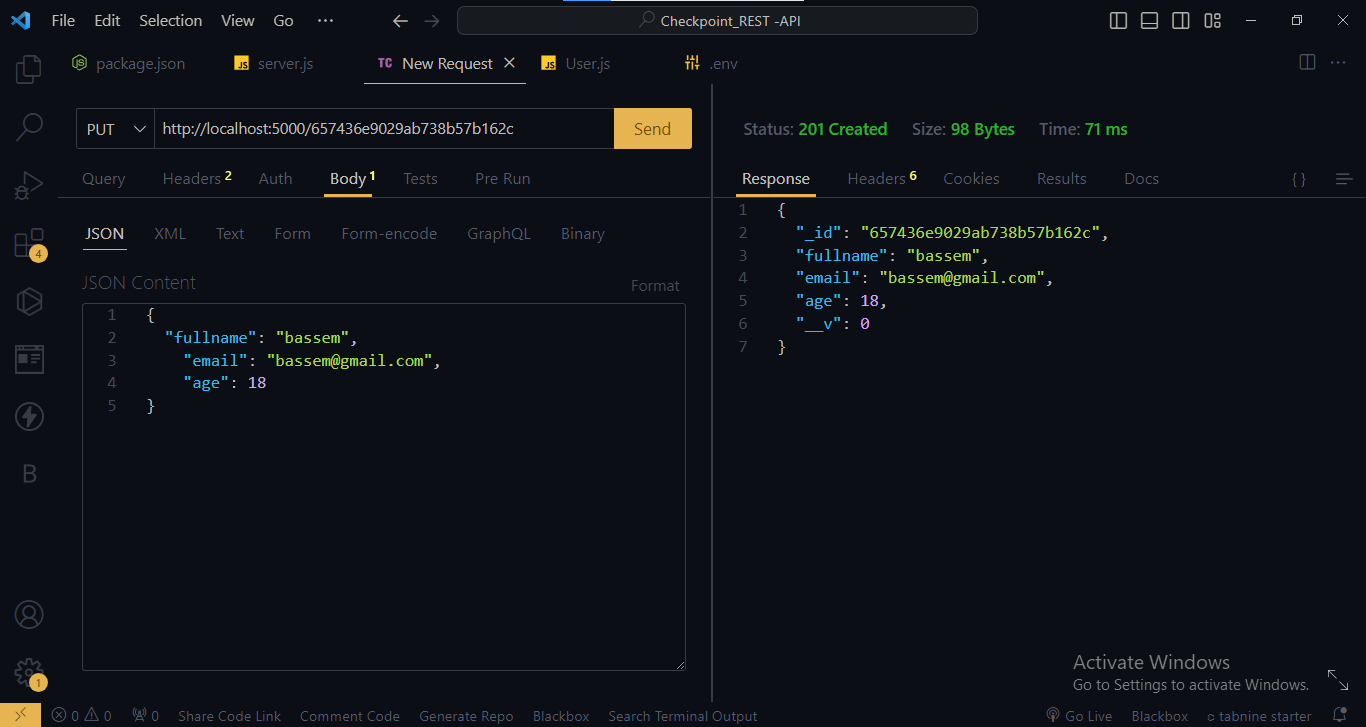 File Edit Selection View Go ··· Checkpoint_REST -API
package.json server.js TC New Request User.js .env
PUT http://localhost:5000/657436e9029ab738b57b162c Send
Status: 201 Created Size: 98 Bytes Time: 71 ms
Query Headers 2 Auth Body 1 Tests Pre Run
Response Headers 6 Cookies Results Docs { }
JSON XML Text Form Form-encode GraphQL Binary
JSON Content Format
1 {
2 "fullname": "bassem",
3 "email": "bassem@gmail.com",
4 "age": 18
5 }
1 {
2 "_id": "657436e9029ab738b57b162c",
3 "fullname": "bassem",
4 "email": "bassem@gmail.com",
5 "age": 18,
6 "__v": 0
7 }
4
B
1
Activate Windows
Go to Settings to activate Windows.
0 0 0 Share Code Link Comment Code Generate Repo Blackbox Search Terminal Output Go Live Blackbox tabnine starter